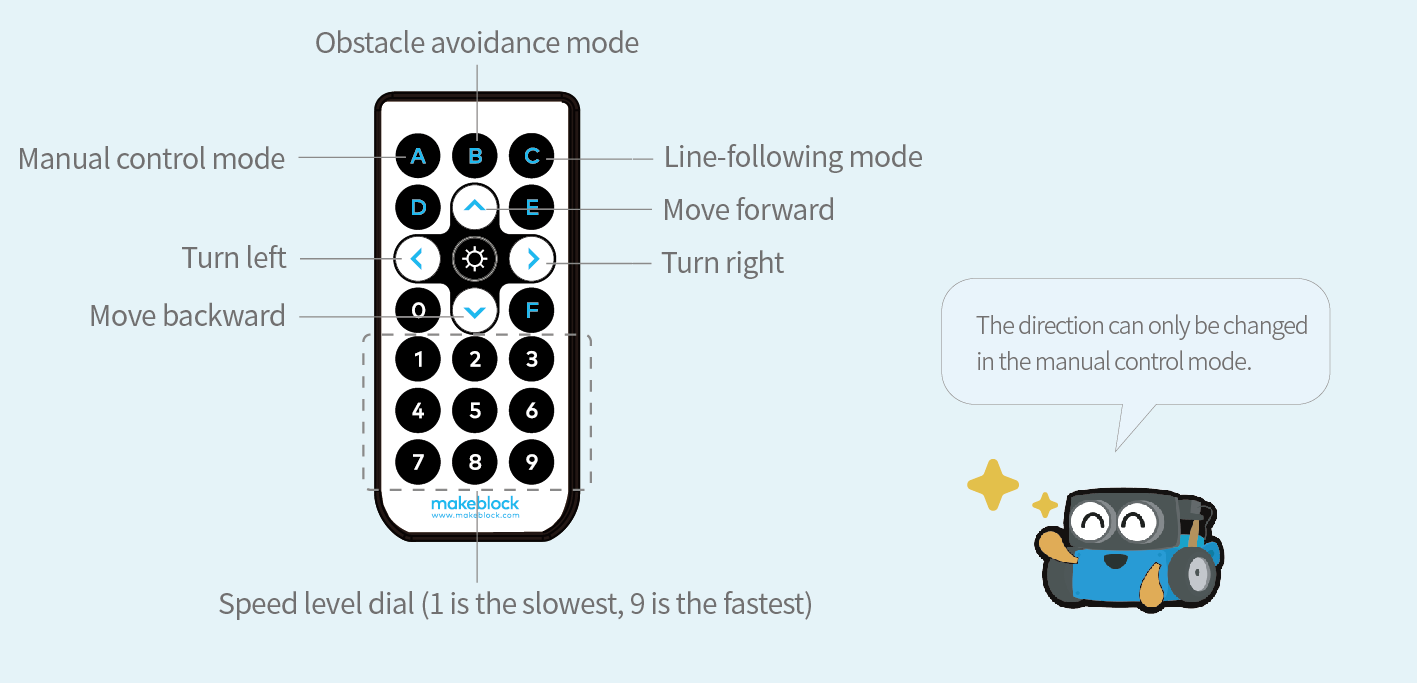 Obstacle avoidance mode
Manual control mode
A B C
Line-following mode
D E
Move forward
Turn left
Turn right
Move backward
0 F
1 2 3
4 5 6
7 8 9
makeblock
www.makeblock.com
Speed level dial (1 is the slowest, 9 is the fastest)
The direction can only be changed
in the manual control mode.